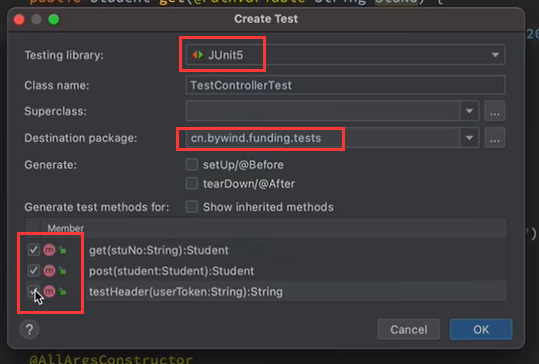 public Student get(@PathVariable String stuNo) {
Create Test
Testing library:
JUnit5
Class name:
TestControllerTest
Superclass:
...
Destination package:
cn.bywind.funding.tests
...
Generate:
setUp/@Before
tearDown/@After
Generate test methods for:
Show inherited methods
Member
m get(stuNo:String):Student
m post(student:Student):Student
m testHeader(userToken:String):String
?
Cancel
OK
20
")
@AllArgsConstructor